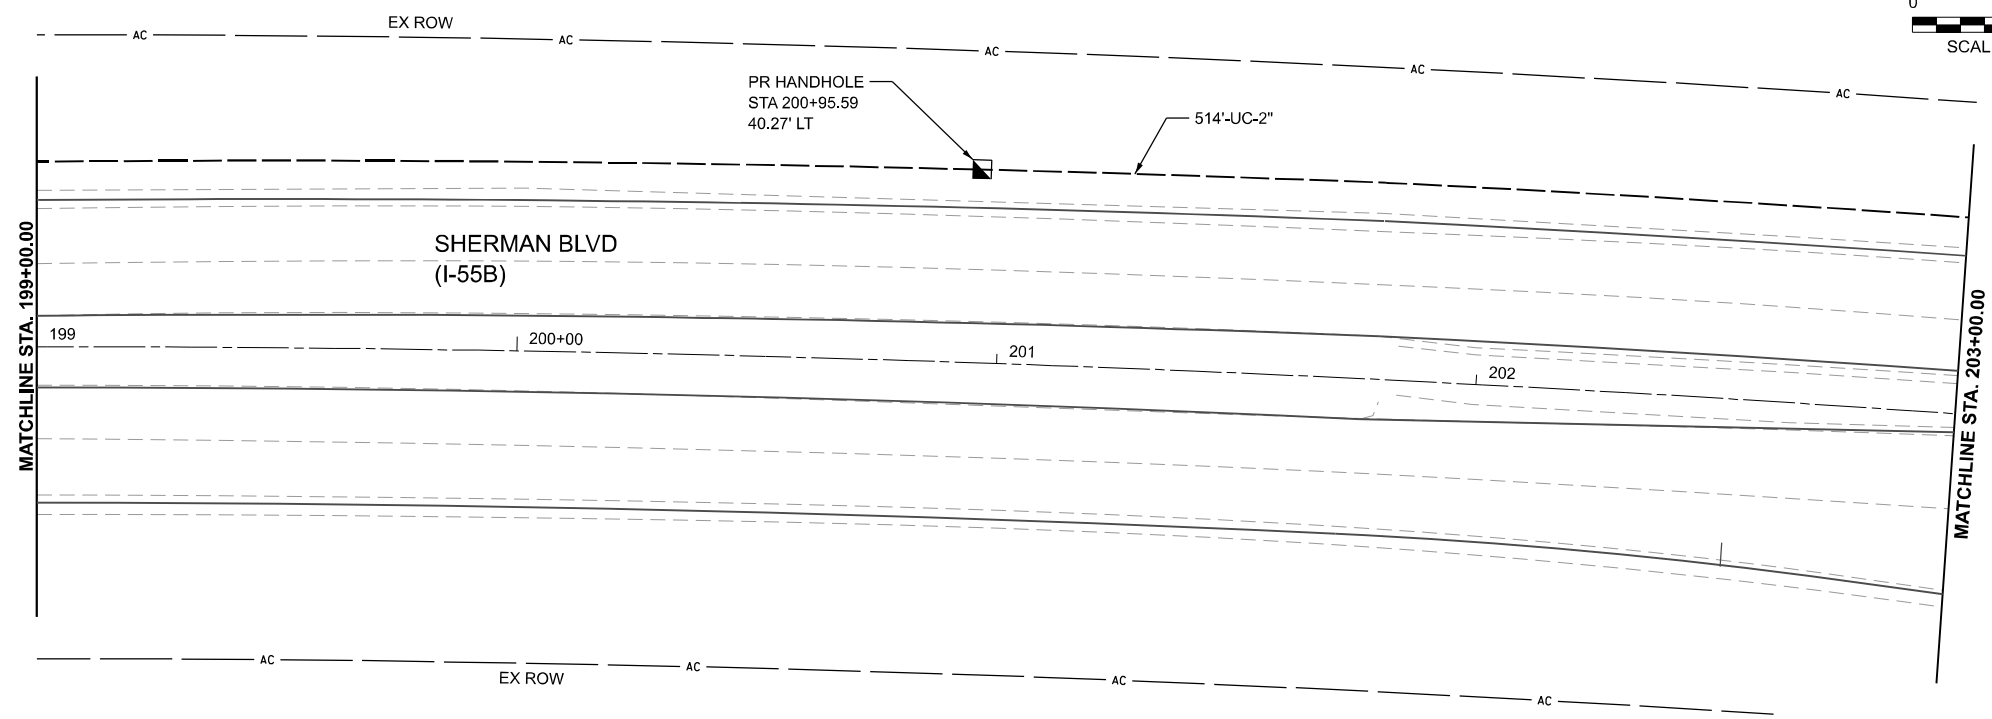 0
SCAL
EX ROW
AC
AC
AC
AC
AC
PR HANDHOLE
STA 200+95.59
40.27' LT
514'-UC-2"
SHERMAN BLVD
(I-55B)
MATCHLINE STA. 199+00.00
199
200+00
201
202
MATCHLINE STA. 203+00.00
AC
AC
AC
AC
EX ROW